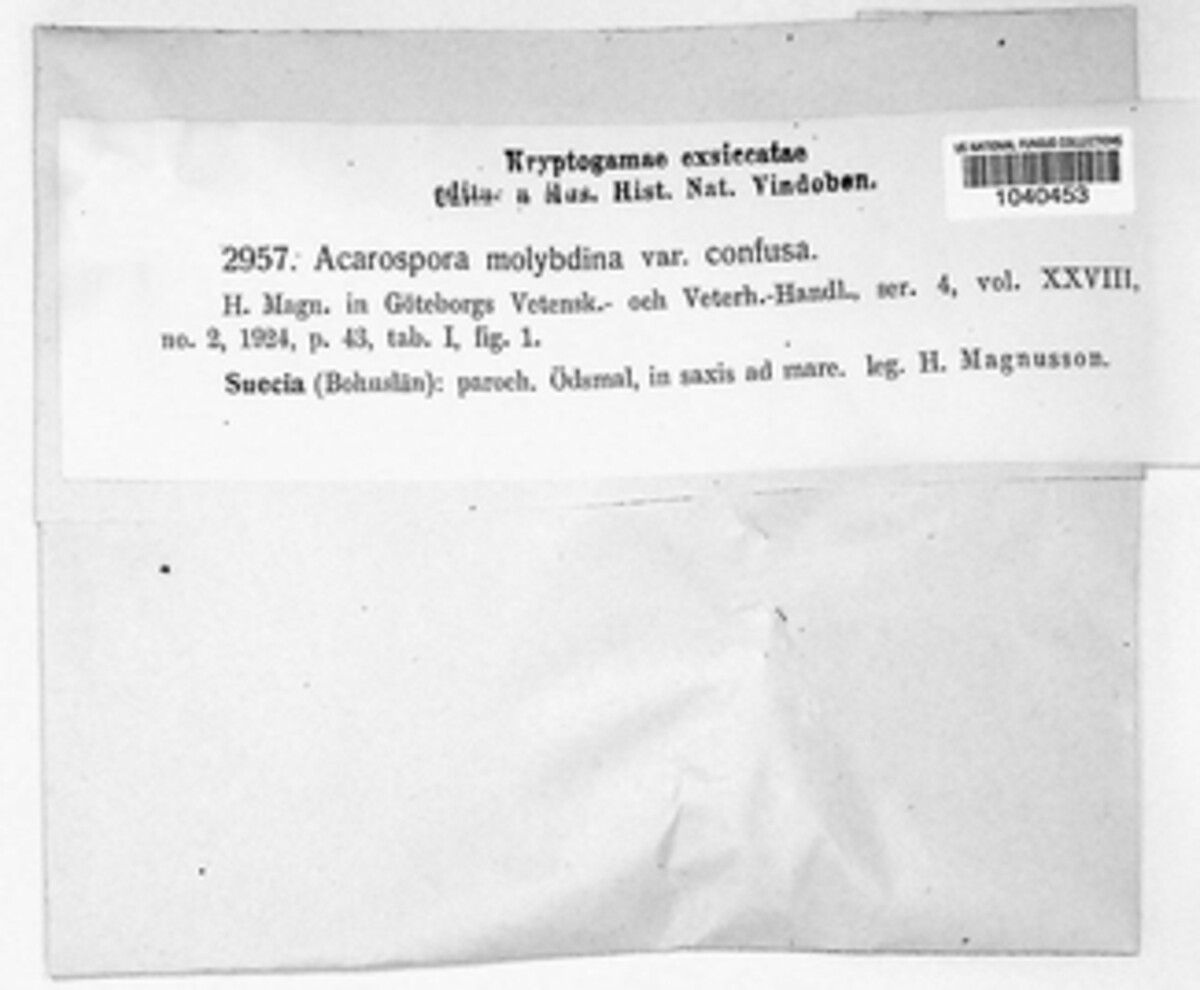 Kryptogamae exsiccatae
editae a Mus. Hist. Nat. Vindobon.
US NATIONAL FUNGUS COLLECTIONS
1040453
2957. Acarospora molybdina var. confusa.
H. Magn. in Göteborgs Vetensk.- och Veterh.-Handl., ser. 4, vol. XXVIII,
no. 2, 1924, p. 43, tab. I, fig. 1.
Suecia (Bohuslän): paroch. Ödsmal, in saxis ad mare. leg. H. Magnusson.